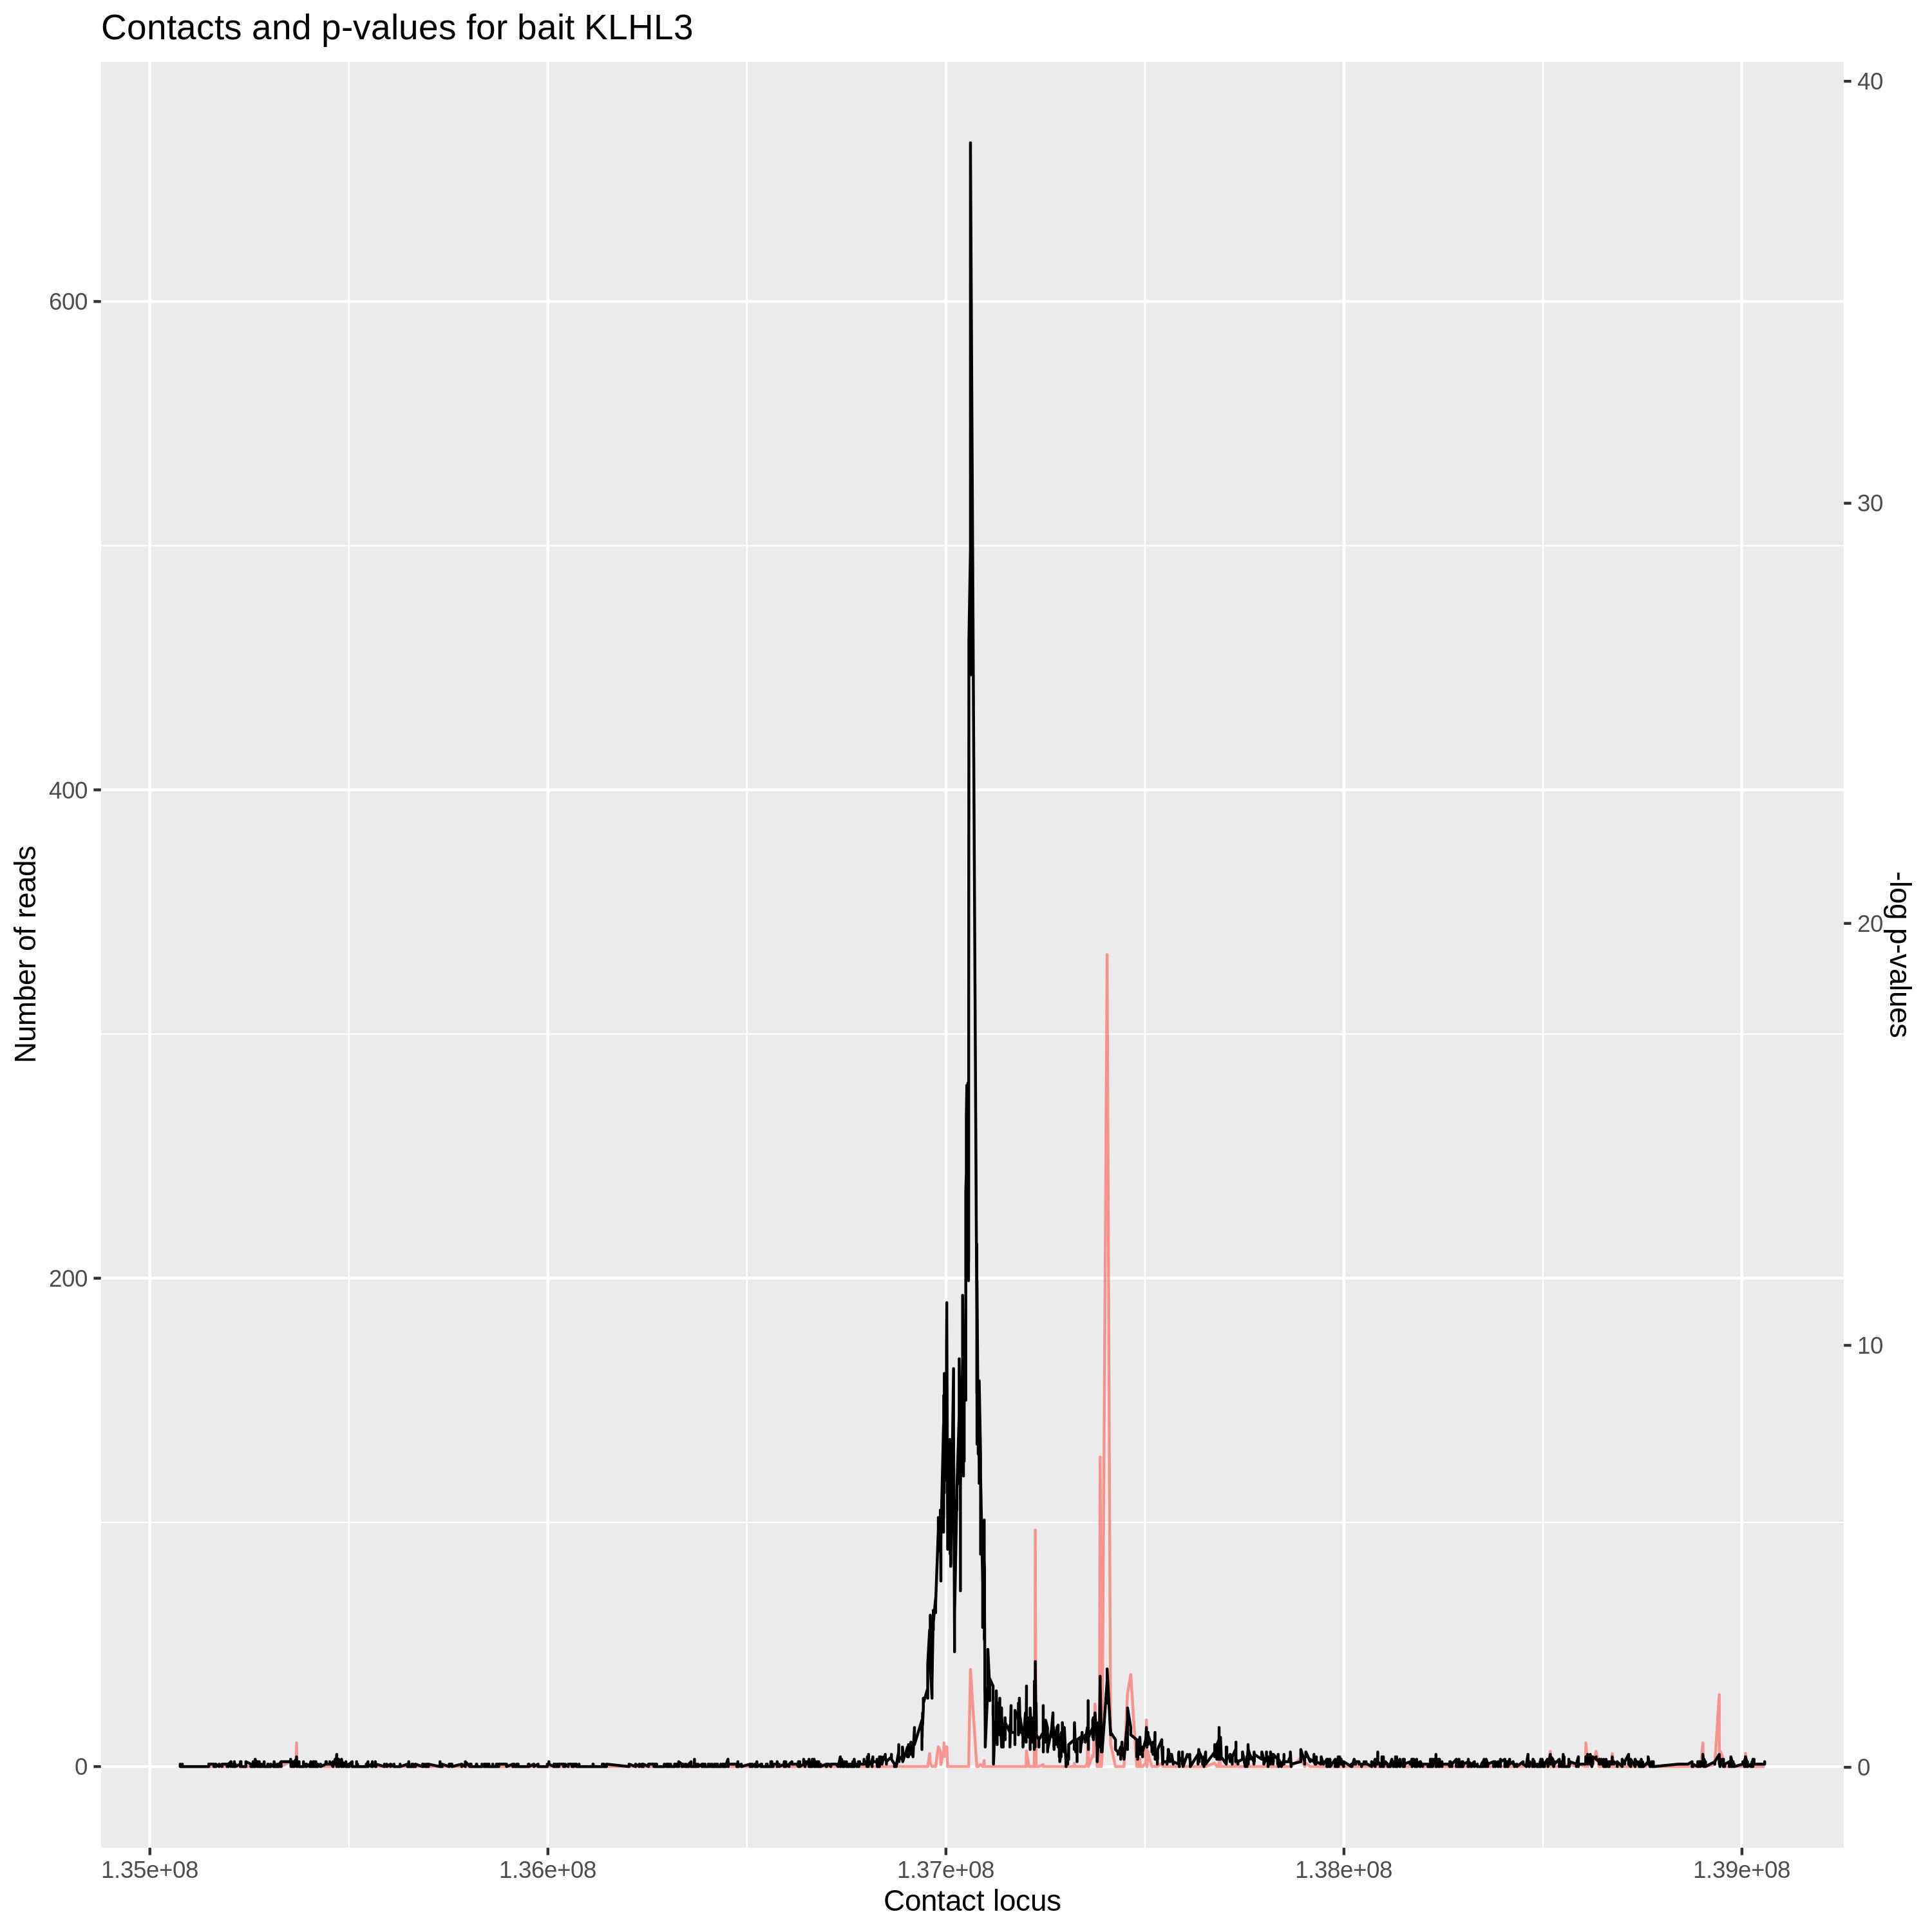 Contacts and p-values for bait KLHL3
40
600
30
400
Number of reads
-log p-values
20
200
10
0
0
1.35e+08 1.36e+08 1.37e+08 1.38e+08 1.39e+08
Contact locus